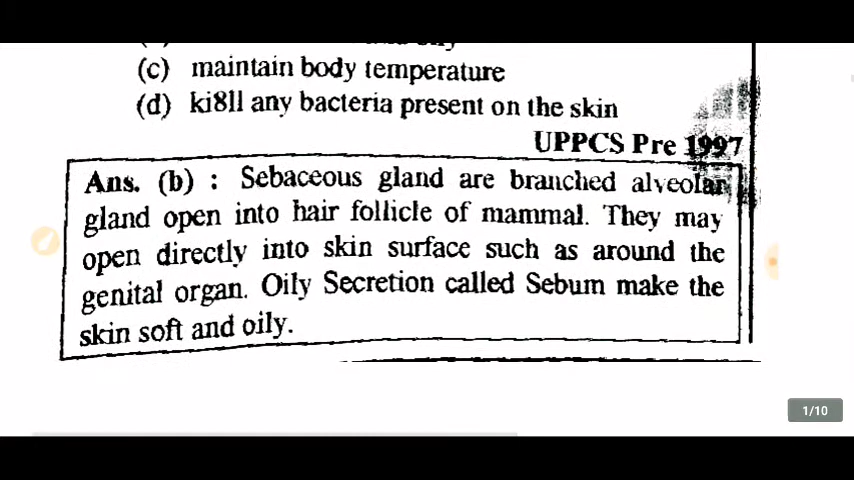 (c) maintain body temperature
(d) ki8ll any bacteria present on the skin
UPPCS Pre 1997
Ans. (b) : Sebaceous gland are branched alveolar
gland open into hair follicle of mammal. They may
open directly into skin surface such as around the
genital organ. Oily Secretion called Sebum make the
skin soft and oily.
1/10